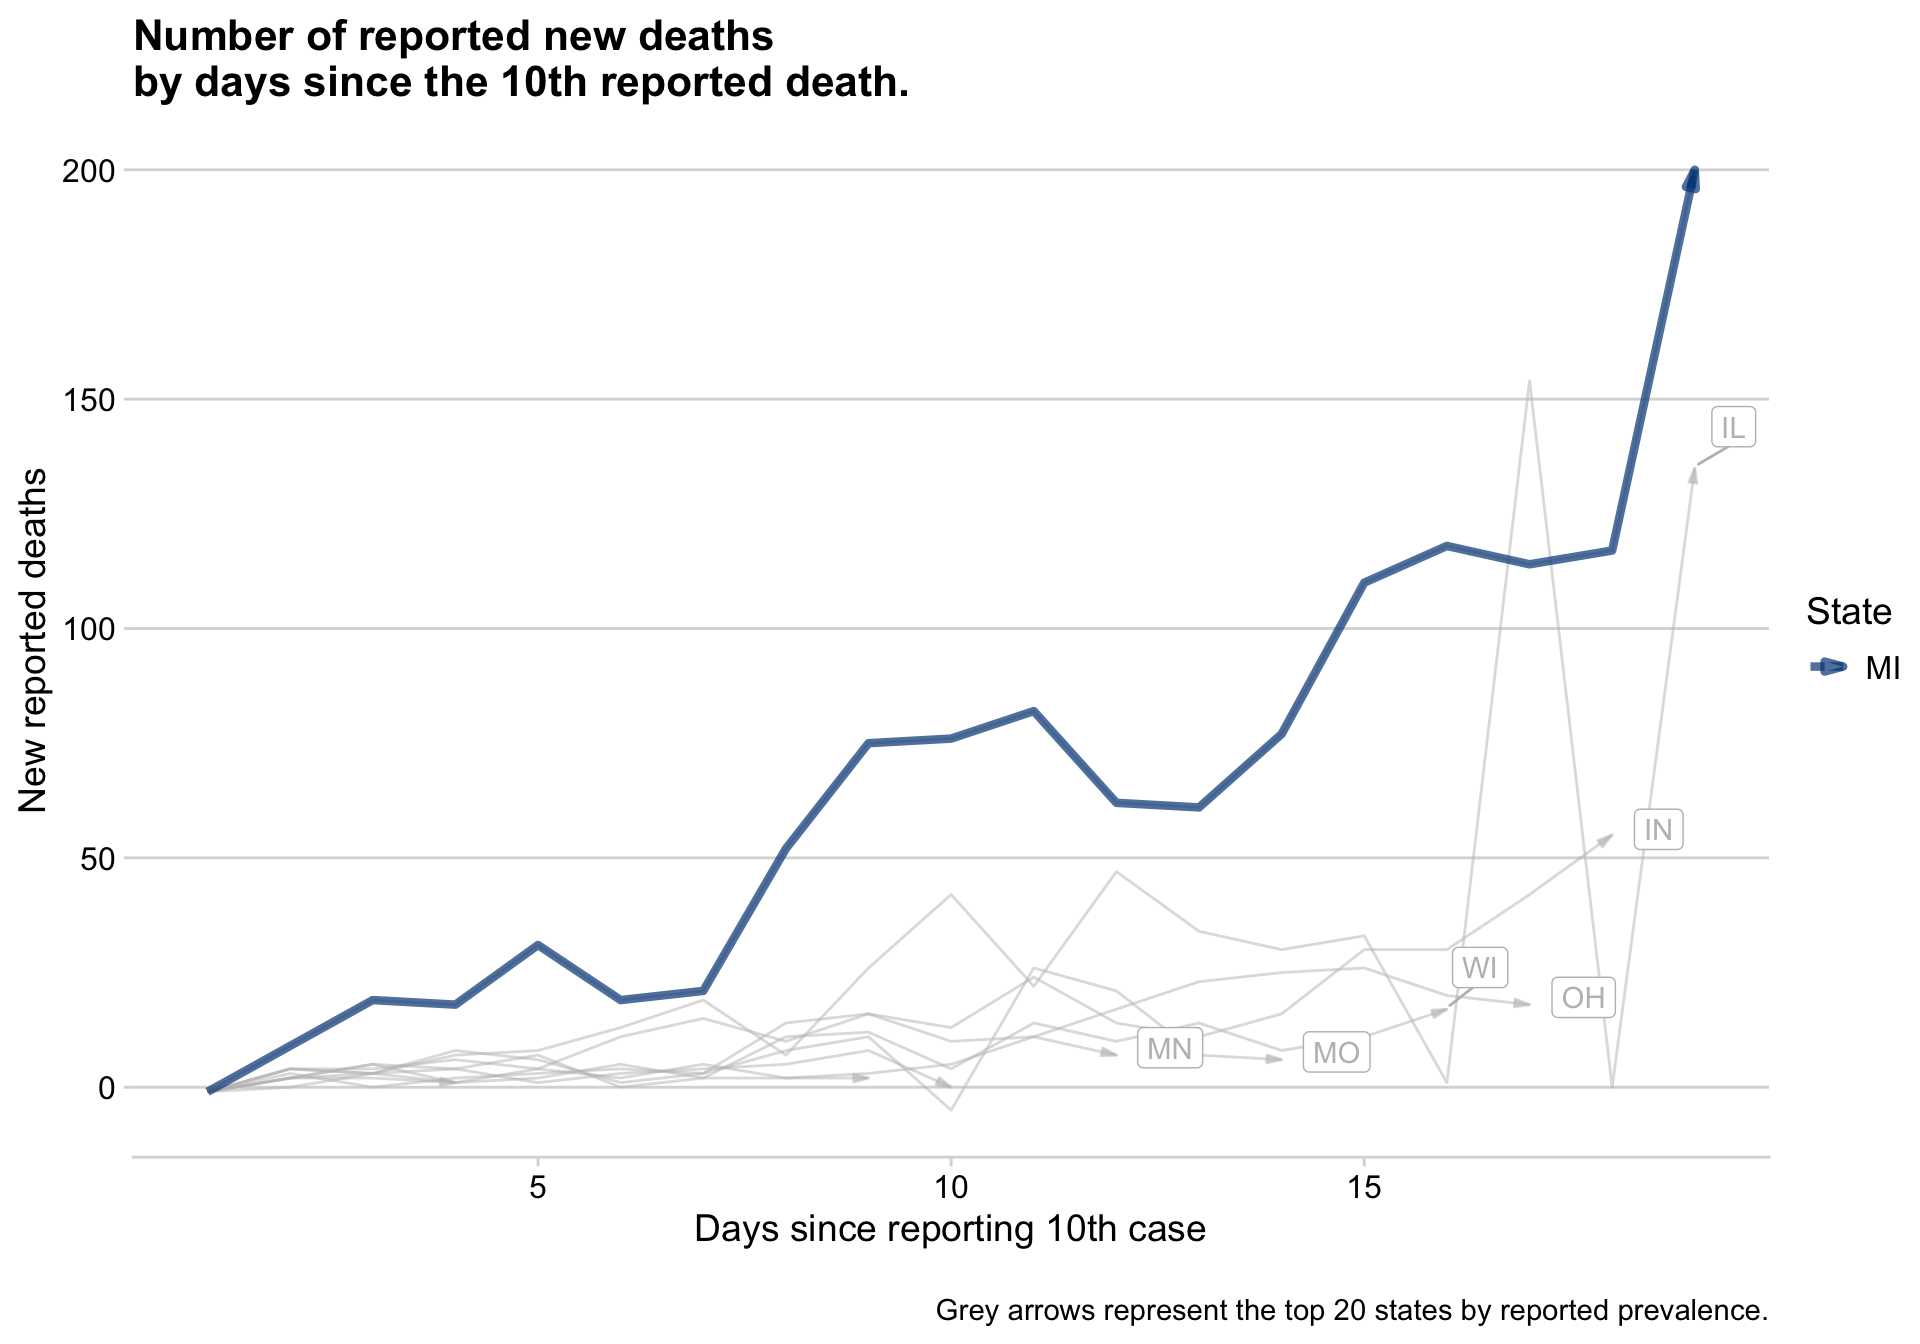 Number of reported new deaths
by days since the 10th reported death.
200
150
100
50
0
New reported deaths
IL
IN
WI
OH
MN
MO
State
MI
5
10
15
Days since reporting 10th case
Grey arrows represent the top 20 states by reported prevalence.